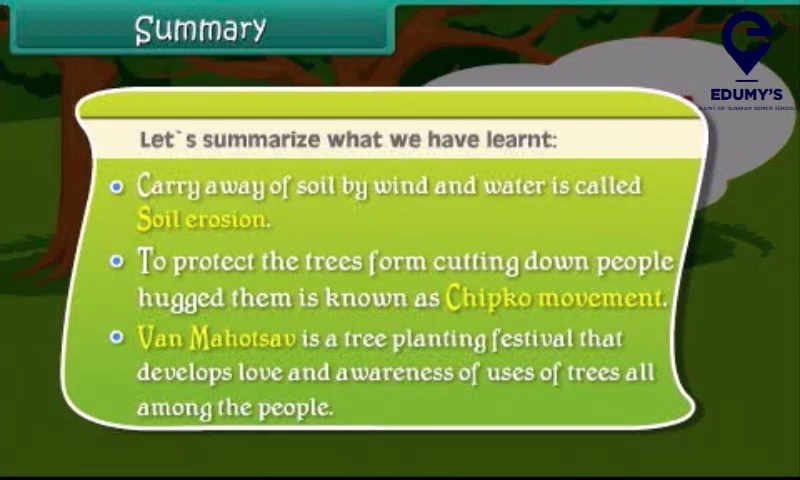 Summary
EDUMY'S
Let`s summarize what we have learnt:
Carry away of soil by wind and water is called
Soil erosion.
To protect the trees form cutting down people
hugged them is known as Chipko movement.
Van Mahotsav is a tree planting festival that
develops love and awareness of uses of trees all
among the people.